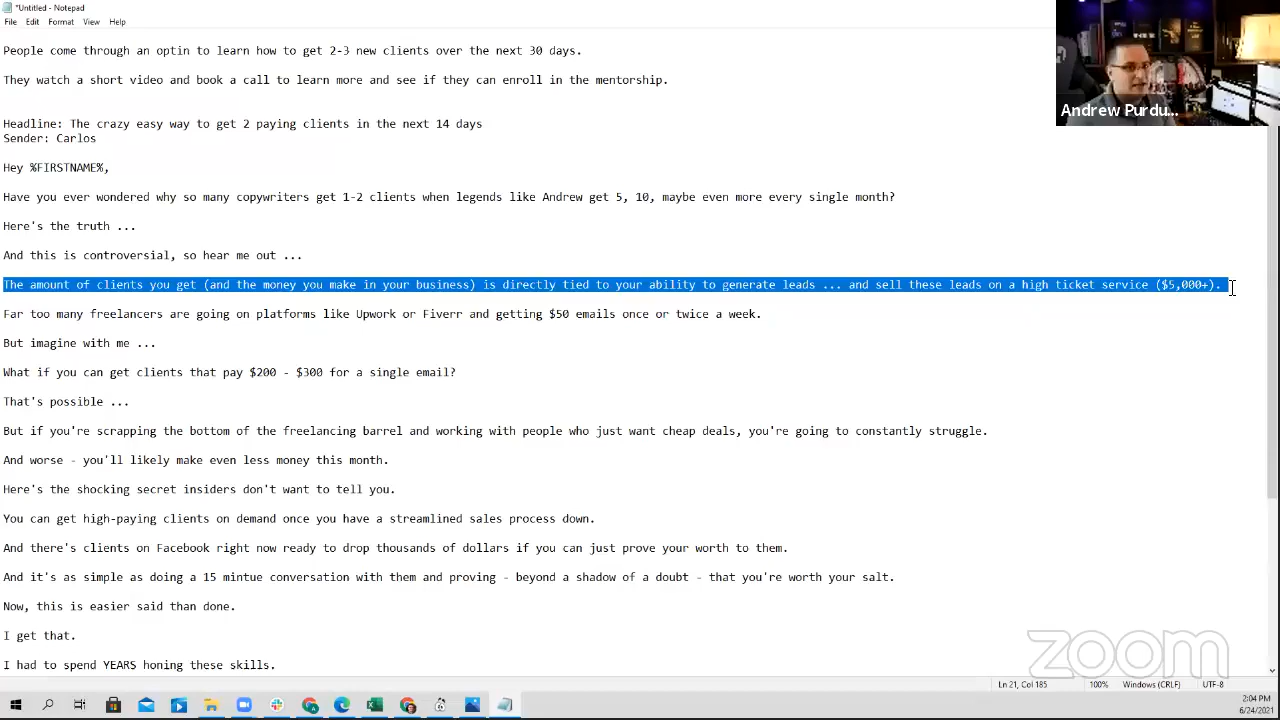 *Untitled - Notepad
File Edit Format View Help
People come through an optin to learn how to get 2-3 new clients over the next 30 days.
They watch a short video and book a call to learn more and see if they can enroll in the mentorship.
Headline: The crazy easy way to get 2 paying clients in the next 14 days
Sender: Carlos
Hey %FIRSTNAME%,
Have you ever wondered why so many copywriters get 1-2 clients when legends like Andrew get 5, 10, maybe even more every single month?
Here's the truth ...
And this is controversial, so hear me out ...
The amount of clients you get (and the money you make in your business) is directly tied to your ability to generate leads ... and sell these leads on a high ticket service ($5,000+).
Far too many freelancers are going on platforms like Upwork or Fiverr and getting $50 emails once or twice a week.
But imagine with me ...
What if you can get clients that pay $200 - $300 for a single email?
That's possible ...
But if you're scrapping the bottom of the freelancing barrel and working with people who just want cheap deals, you're going to constantly struggle.
And worse - you'll likely make even less money this month.
Here's the shocking secret insiders don't want to tell you.
You can get high-paying clients on demand once you have a streamlined sales process down.
And there's clients on Facebook right now ready to drop thousands of dollars if you can just prove your worth to them.
And it's as simple as doing a 15 mintue conversation with them and proving - beyond a shadow of a doubt - that you're worth your salt.
Now, this is easier said than done.
I get that.
I had to spend YEARS honing these skills.
Andrew Purdu...
zoom
Ln 21, Col 185 100% Windows (CRLF) UTF-8
2:04 PM
6/24/2021